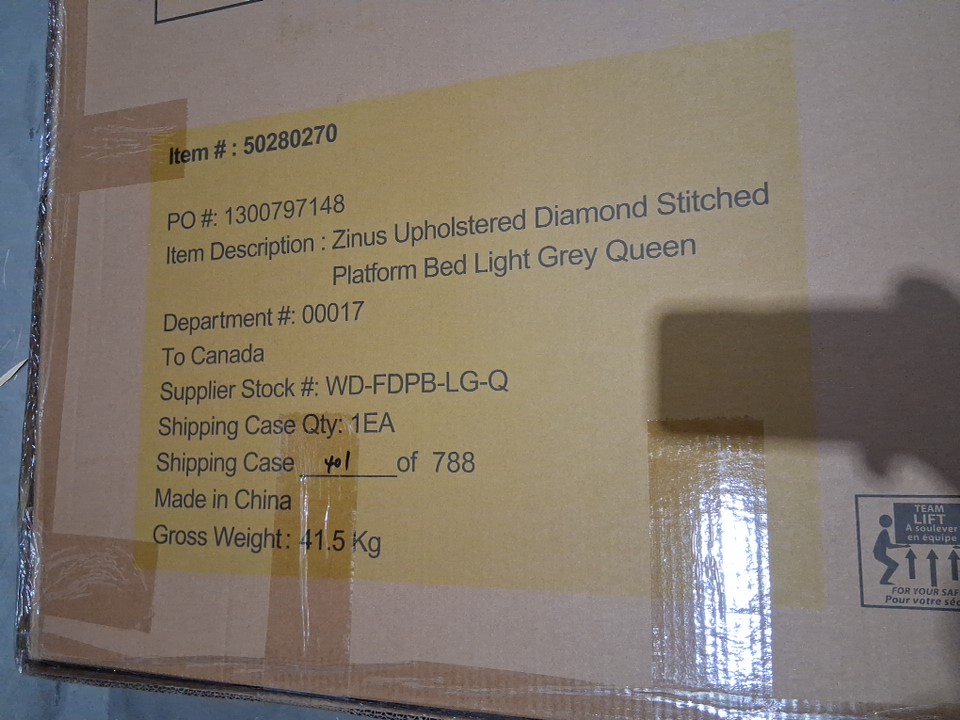 Item # : 50280270
PO #: 1300797148
Item Description : Zinus Upholstered Diamond Stitched
Platform Bed Light Grey Queen
Department #: 00017
To Canada
Supplier Stock #: WD-FDPB-LG-Q
Shipping Case Qty: 1EA
Shipping Case 401 of 788
Made in China
Gross Weight: 41.5 Kg
TEAM
LIFT
A soulever
en équipe
FOR YOUR
Pour votre